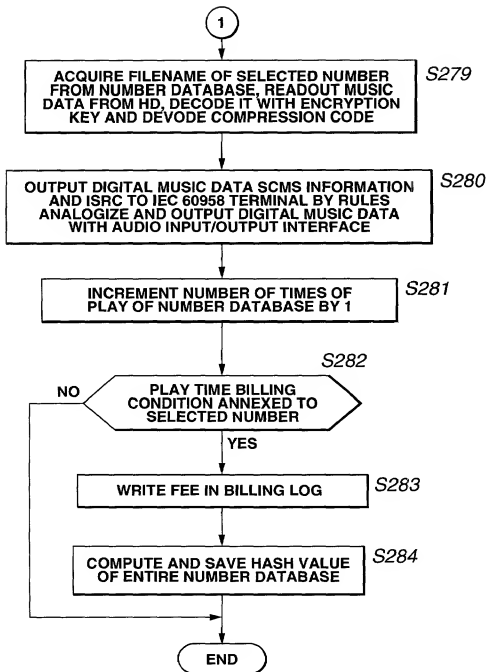 1
ACQUIRE FILENAME OF SELECTED NUMBER
FROM NUMBER DATABASE, READOUT MUSIC
DATA FROM HD, DECODE IT WITH ENCRYPTION
KEY AND DEVODE COMPRESSION CODE
S279
OUTPUT DIGITAL MUSIC DATA SCMS INFORMATION
AND ISRC TO IEC 60958 TERMINAL BY RULES
ANALOGIZE AND OUTPUT DIGITAL MUSIC DATA
WITH AUDIO INPUT/OUTPUT INTERFACE
S280
INCREMENT NUMBER OF TIMES OF
PLAY OF NUMBER DATABASE BY 1
S281
S282
NO
PLAY TIME BILLING
CONDITION ANNEXED TO
SELECTED NUMBER
YES
WRITE FEE IN BILLING LOG
S283
COMPUTE AND SAVE HASH VALUE
OF ENTIRE NUMBER DATABASE
S284
END